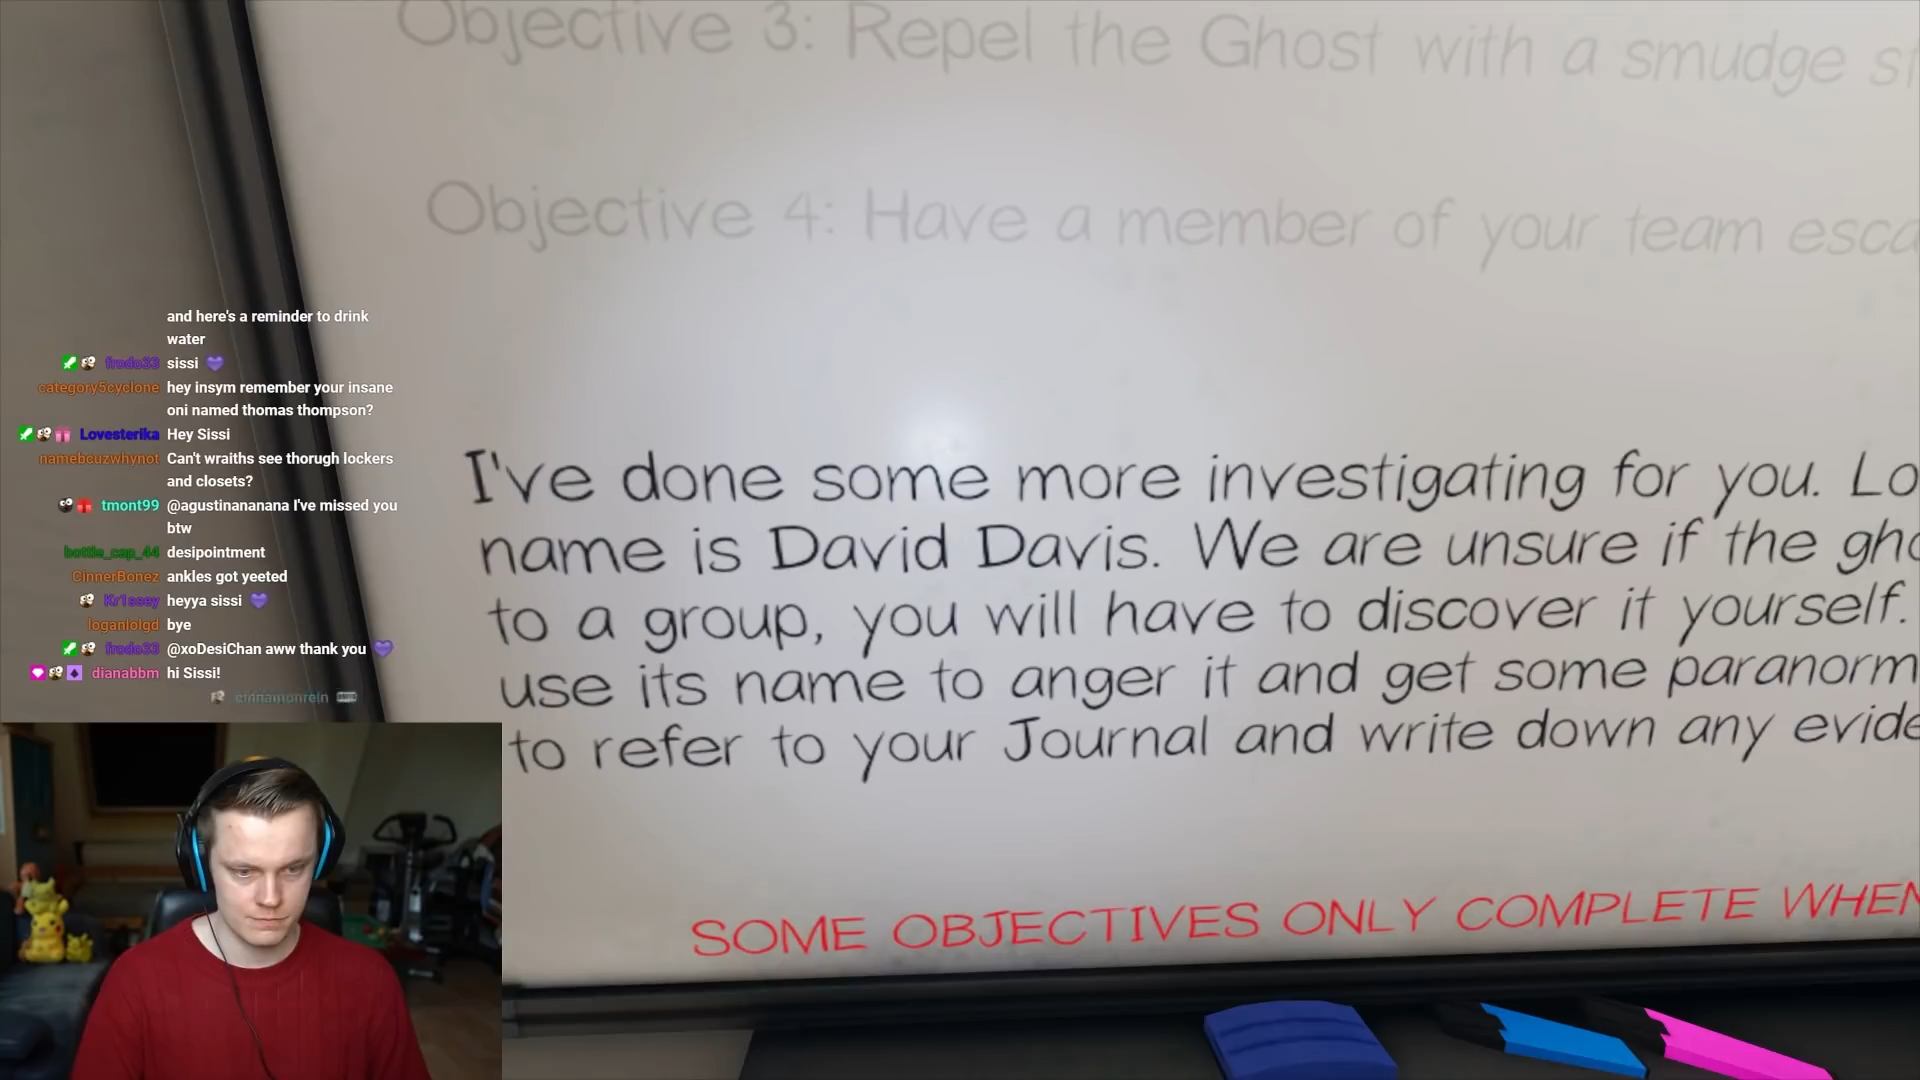 Objective 3: Repel the Ghost with a smudge
Objective 4: Have a member of your team
and here's a reminder to drink
water
frodo33 sissi
category5cyclone hey insym remember your insane
oni named thomas thompson?
Lovesterika Hey Sissi
namebcuzwhynot Can't wraiths see thorugh lockers
and closets?
tmont99 @agustinananana I've missed you
btw
bottle_cap_44 desipointment
CinnerBonez ankles got yeeted
Kr1ssey heyya sissi
loganlolgd bye
frodo33 @xoDesiChan aww thank you
dianabbm hi Sissi!
I've done some more investigating for you. Lo
name is David Davis. We are unsure if the gho
to a group, you will have to discover it yourself.
use its name to anger it and get some paranorm
to refer to your Journal and write down any evide
SOME OBJECTIVES ONLY COMPLETE WHEN